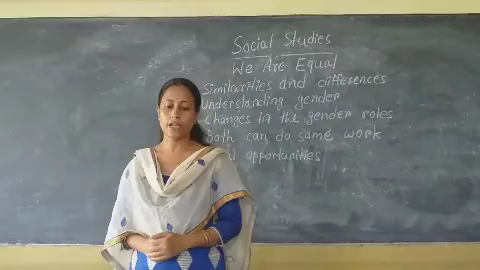 Social Studies
We Are Equal
Similarities and differences
Understanding gender
Changes in the gender roles
Both can do same work
opportunities